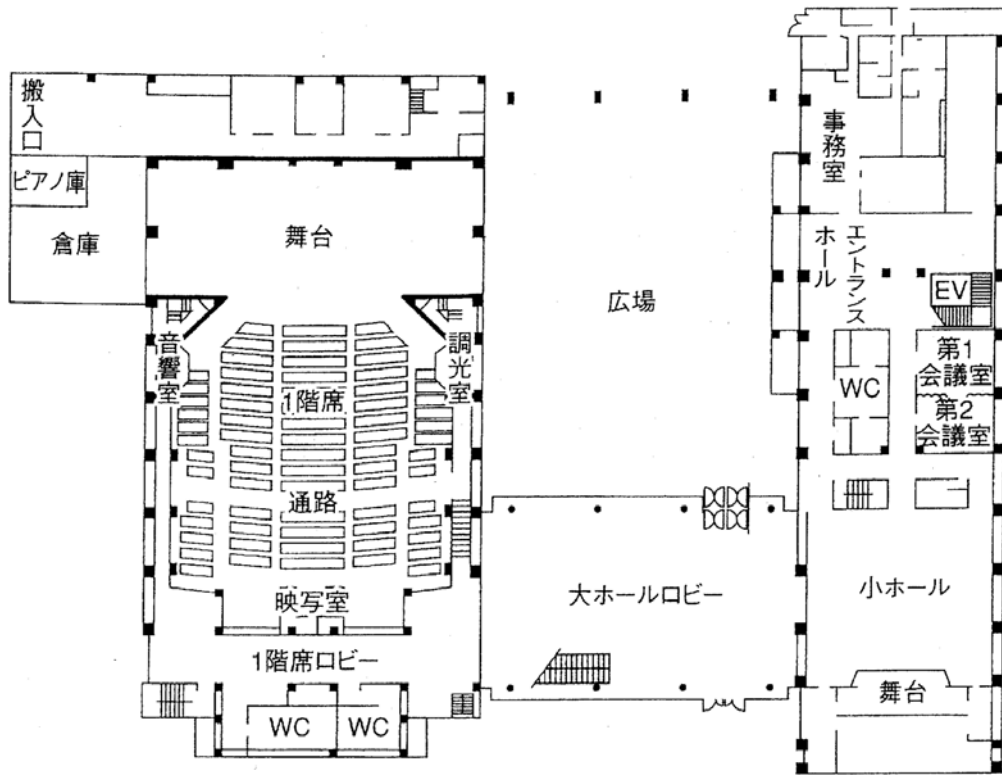 搬入口
ピアノ庫
倉庫
舞台
音響室
調光室
1階席
通路
映写室
1階席ロビー
WC
WC
広場
大ホールロビー
事務室
エントランス
ホール
EV
第1
会議室
WC
第2
会議室
小ホール
舞台